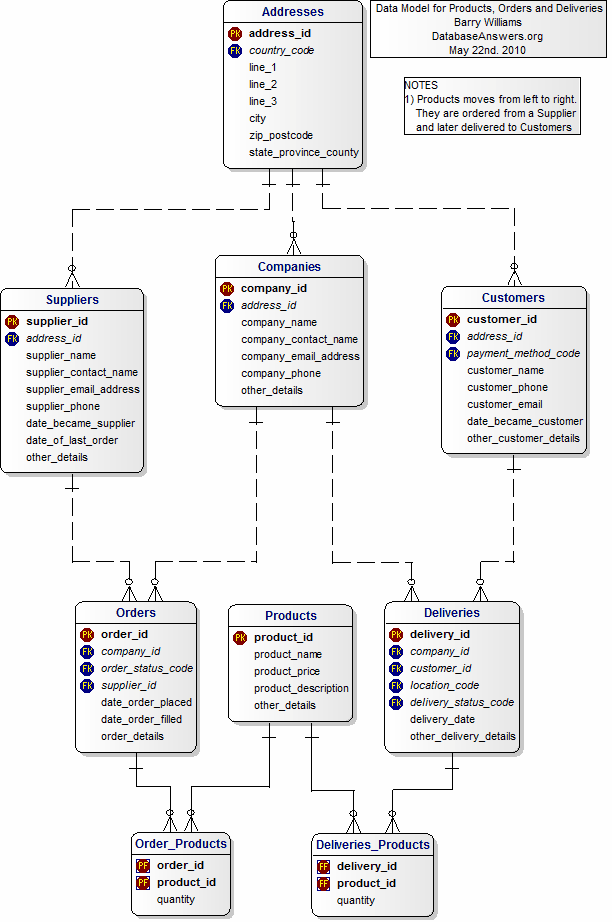 Data Model for Products, Orders and Deliveries
Barry Williams
DatabaseAnswers.org
May 22nd. 2010
NOTES
1) Products moves from left to right.
They are ordered from a Supplier
and later delivered to Customers
Addresses
PK address_id
FK country_code
line_1
line_2
line_3
city
zip_postcode
state_province_county
Suppliers
PK supplier_id
FK address_id
supplier_name
supplier_contact_name
supplier_email_address
supplier_phone
date_became_supplier
date_of_last_order
other_details
Companies
PK company_id
FK address_id
company_name
company_contact_name
company_email_address
company_phone
other_details
Customers
PK customer_id
FK address_id
FK payment_method_code
customer_name
customer_phone
customer_email
date_became_customer
other_customer_details
Orders
PK order_id
FK company_id
FK order_status_code
FK supplier_id
date_order_placed
date_order_filled
order_details
Products
PK product_id
product_name
product_price
product_description
other_details
Deliveries
PK delivery_id
FK company_id
FK customer_id
FK location_code
FK delivery_status_code
delivery_date
other_delivery_details
Order_Products
PF order_id
PF product_id
quantity
Deliveries_Products
FF delivery_id
FF product_id
quantity